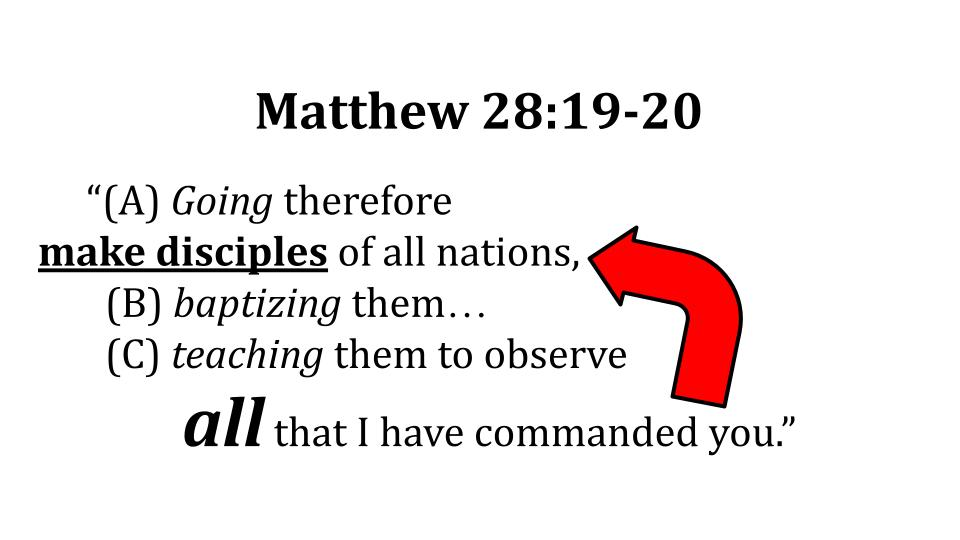 Matthew 28:19-20
“(A) Going therefore
make disciples of all nations,
(B) baptizing them…
(C) teaching them to observe
all that I have commanded you.”